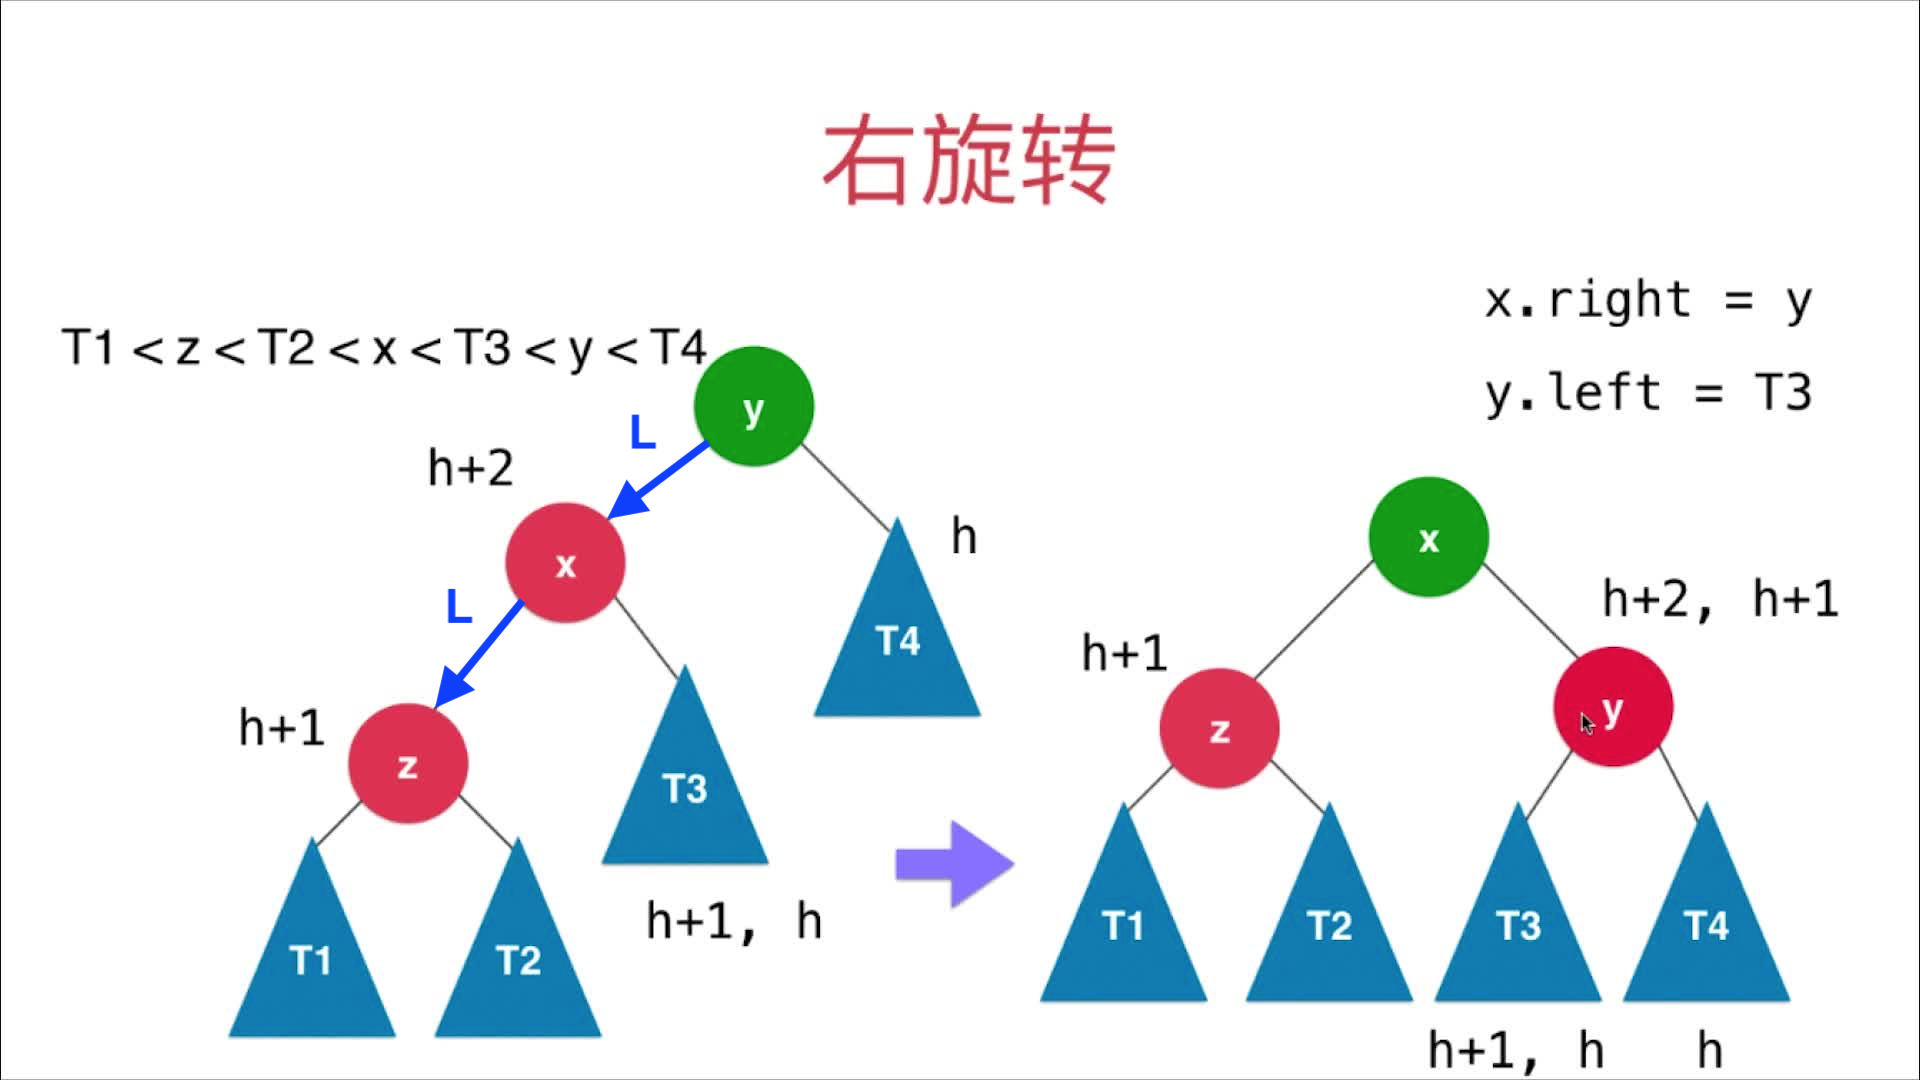 右旋转
x.right = y
T1 < z < T2 < x < T3 < y < T4
y.left = T3
y
L
h+2
h
x
x
L
h+2, h+1
T4
h+1
h+1
z
z
y
T3
h+1, h
T1
T2
T1
T2
T3
T4
h+1, h
h